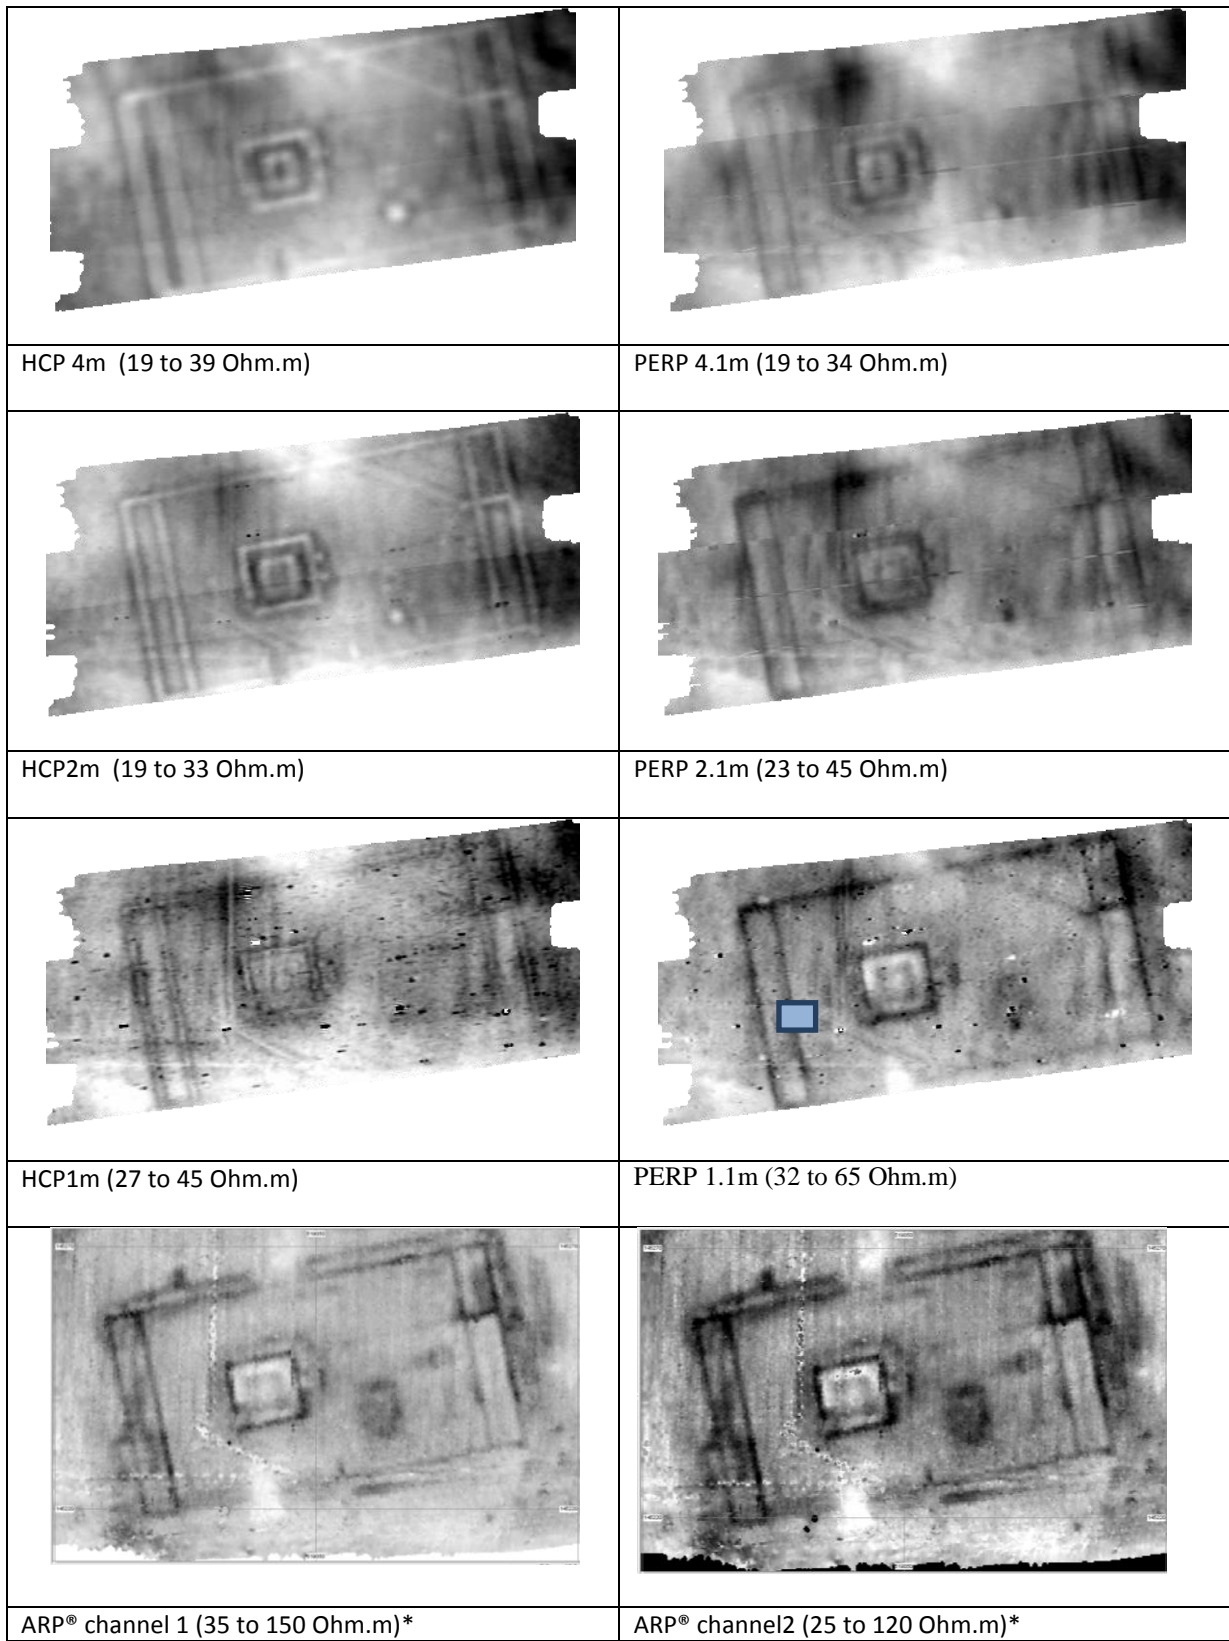 HCP 4m (19 to 39 Ohm.m)
PERP 4.1m (19 to 34 Ohm.m)
HCP2m (19 to 33 Ohm.m)
PERP 2.1m (23 to 45 Ohm.m)
HCP1m (27 to 45 Ohm.m)
PERP 1.1m (32 to 65 Ohm.m)
ARP® channel 1 (35 to 150 Ohm.m)*
ARP® channel2 (25 to 120 Ohm.m)*